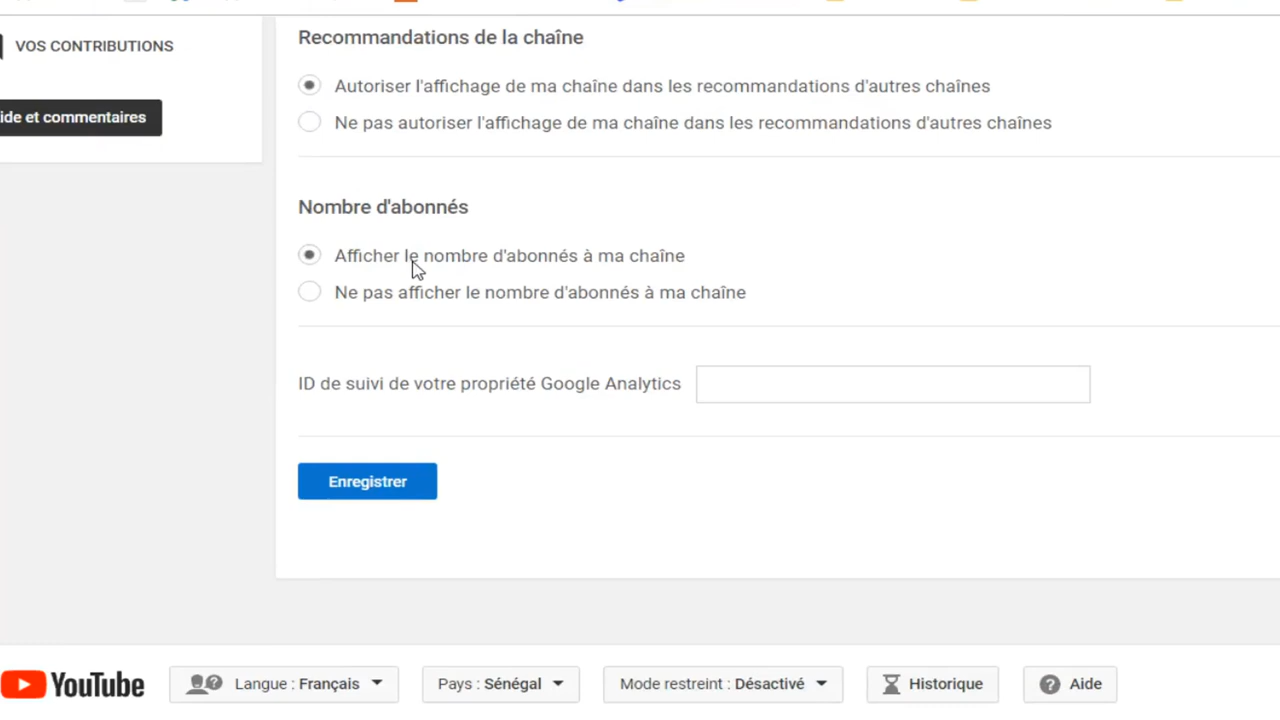 VOS CONTRIBUTIONS
ide et commentaires
Recommandations de la chaîne
Autoriser l'affichage de ma chaîne dans les recommandations d'autres chaînes
Ne pas autoriser l'affichage de ma chaîne dans les recommandations d'autres chaînes
Nombre d'abonnés
Afficher le nombre d'abonnés à ma chaîne
Ne pas afficher le nombre d'abonnés à ma chaîne
ID de suivi de votre propriété Google Analytics
Enregistrer
YouTube Langue : Français Pays : Sénégal Mode restreint : Désactivé Historique Aide